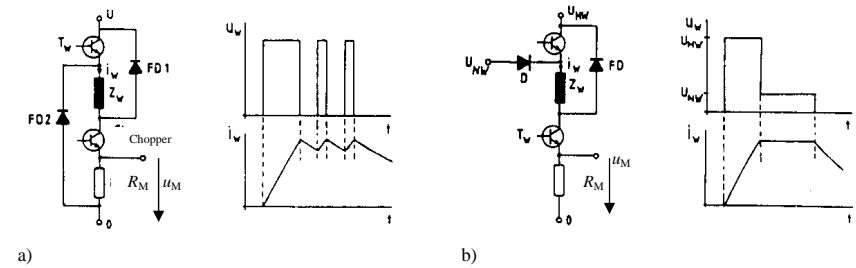 U
T_W
i_W
Z_W
FD1
FD2
Chopper
R_M
u_M
0
a)
u_W
t
i_W
t
U_HW
U_NW
D
i_W
Z_W
FD
T_W
u_M
R_M
0
b)
u_W
U_HW
U_NW
t
i_W
t